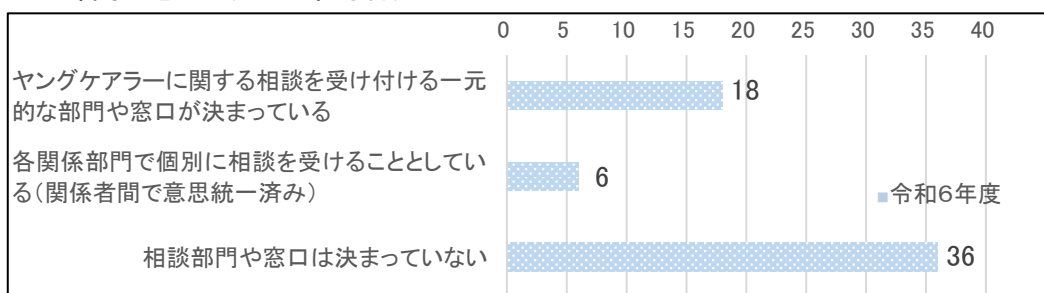 0 5 10 15 20 25 30 35 40
ヤングケアラーに関する相談を受け付ける一元
的な部門や窓口が決まっている
18
各関係部門で個別に相談を受けることとしてい
る(関係者間で意思統一済み)
6
令和6年度
相談部門や窓口は決まっていない
36